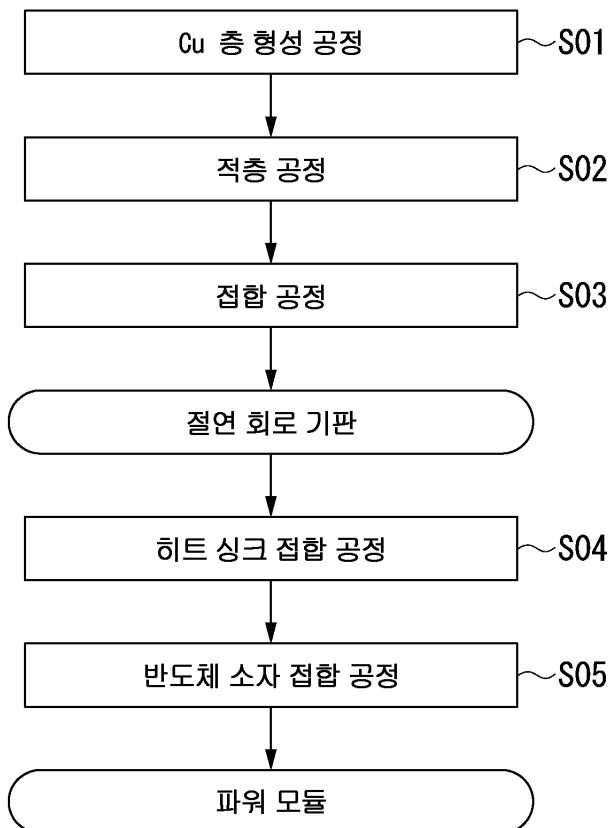 Cu 층 형성 공정 S01
적층 공정 S02
접합 공정 S03
절연 회로 기판
히트 싱크 접합 공정 S04
반도체 소자 접합 공정 S05
파워 모듈